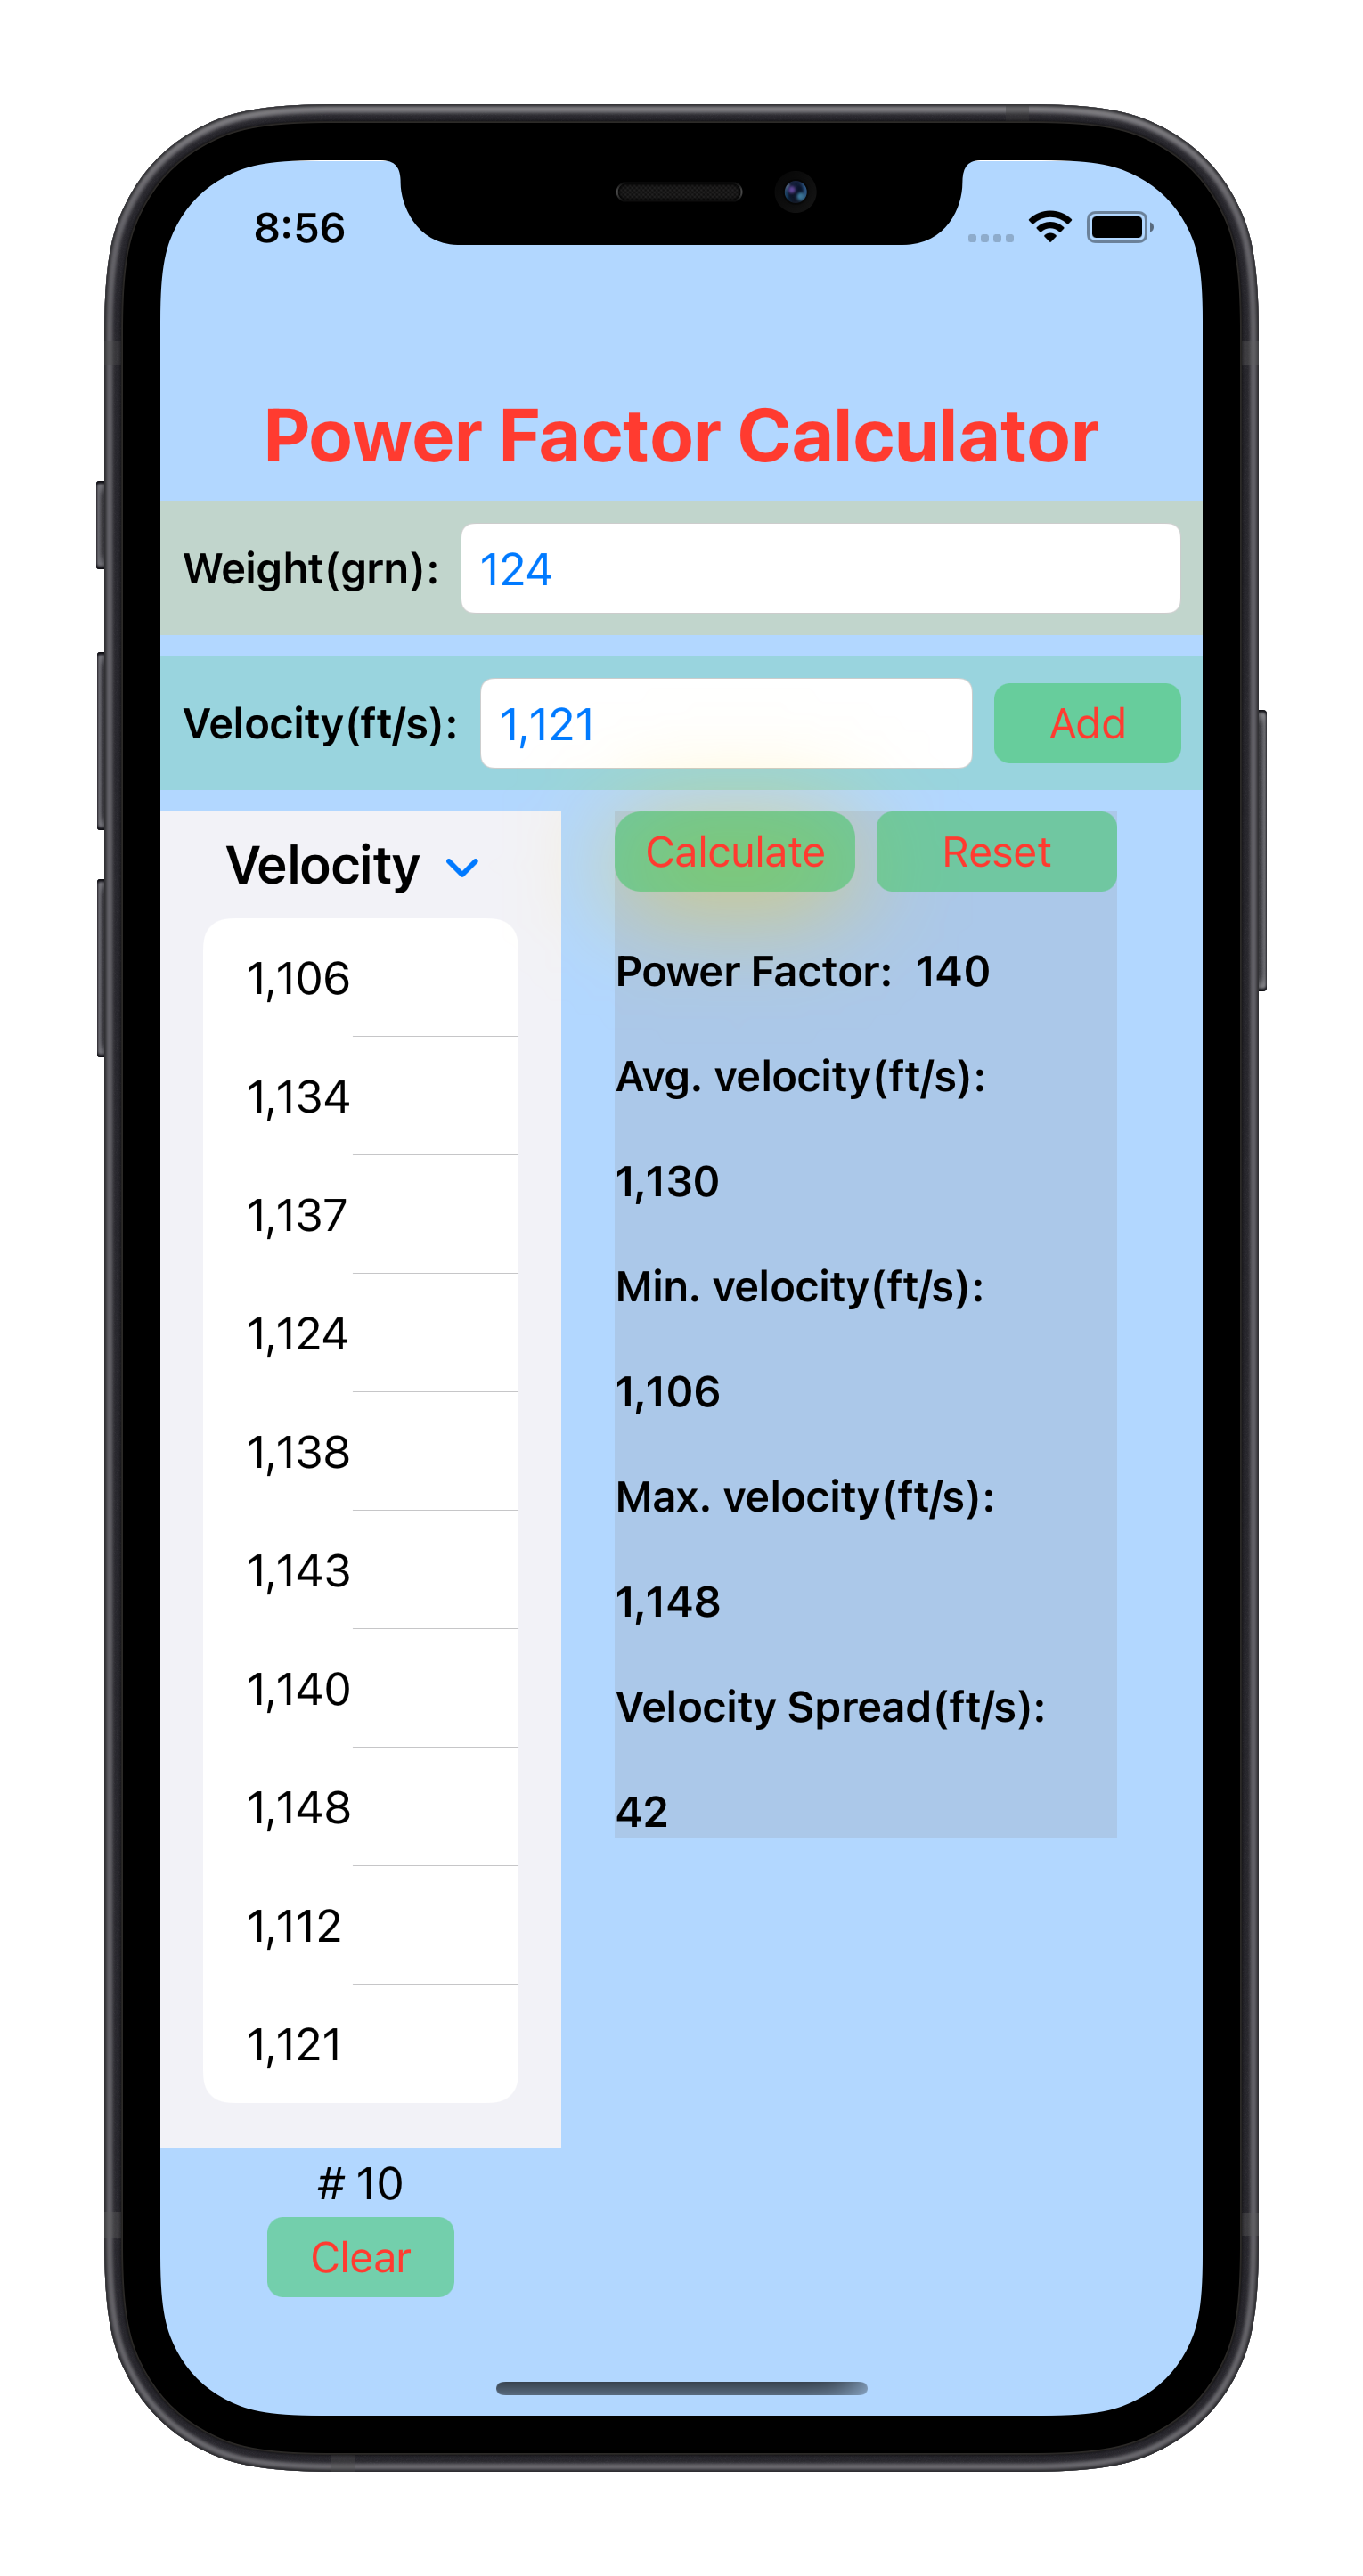 8:56
Power Factor Calculator
Weight(grn): 124
Velocity(ft/s): 1,121 Add
Velocity
1,106
1,134
1,137
1,124
1,138
1,143
1,140
1,148
1,112
1,121
# 10
Clear
Calculate Reset
Power Factor: 140
Avg. velocity(ft/s):
1,130
Min. velocity(ft/s):
1,106
Max. velocity(ft/s):
1,148
Velocity Spread(ft/s):
42